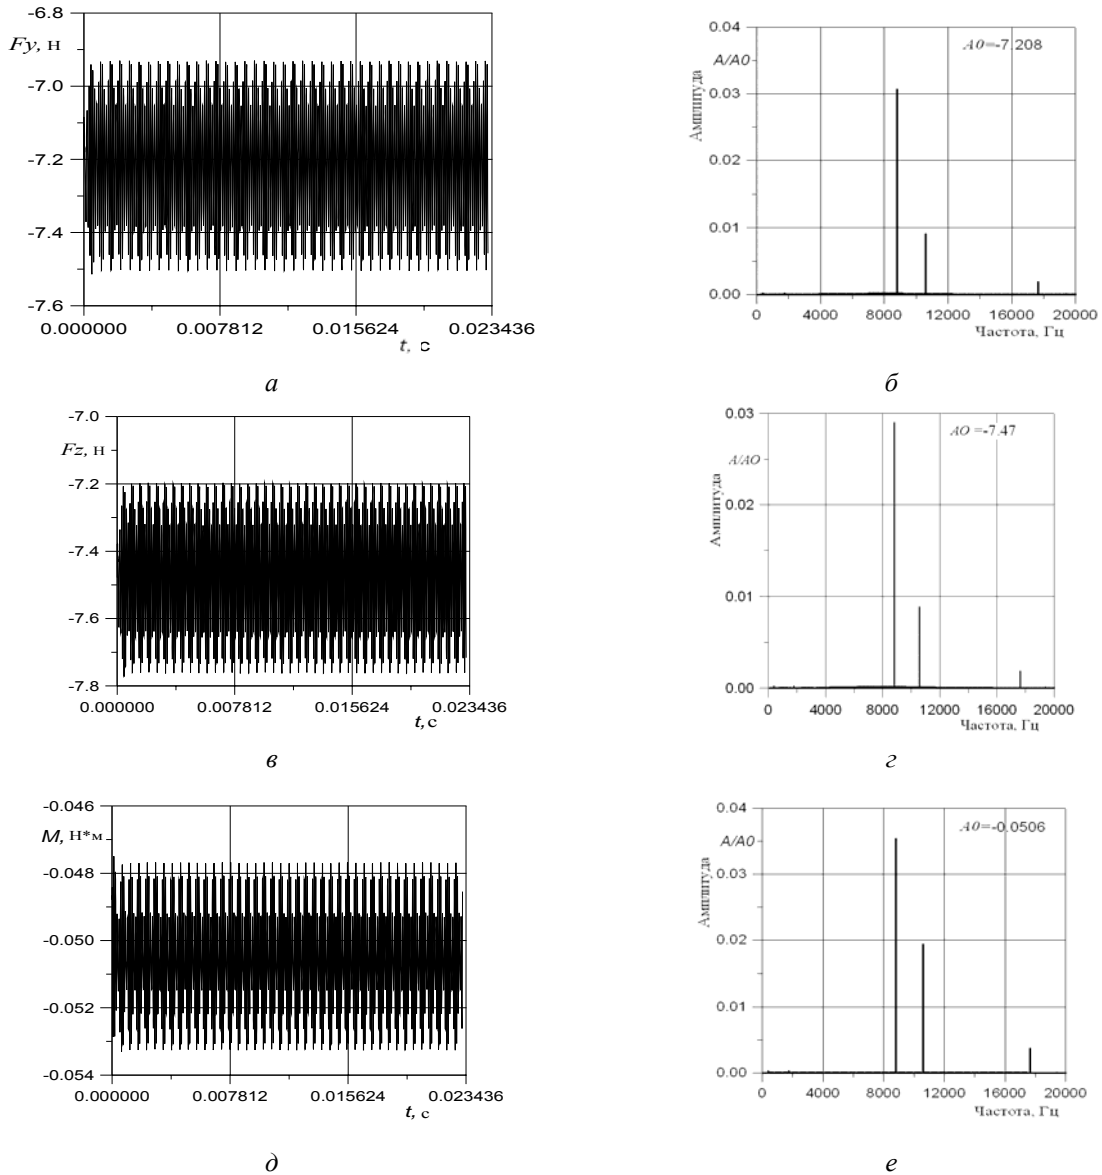 -6.8
Fy, н
-7.0
-7.2
-7.4
-7.6
0.000000 0.007812 0.015624 0.023436
t, с
а
0.04
A/A0
A0=-7.208
0.03
0.02
0.01
0.00
Амплитуда
0 4000 8000 12000 16000 20000
Частота, Гц
б
-7.0
Fz, н
-7.2
-7.4
-7.6
-7.8
0.000000 0.007812 0.015624 0.023436
t, с
в
0.03
AO =-7.47
A/AO
0.02
0.01
0.00
Амплитуда
0 4000 8000 12000 16000 20000
Частота, Гц
г
-0.046
M, Н*м
-0.048
-0.050
-0.052
-0.054
0.000000 0.007812 0.015624 0.023436
t, с
д
0.04
A0=-0.0506
A/A0
0.03
0.02
0.01
0.00
Амплитуда
0 4000 8000 12000 16000 20000
Частота, Гц
е